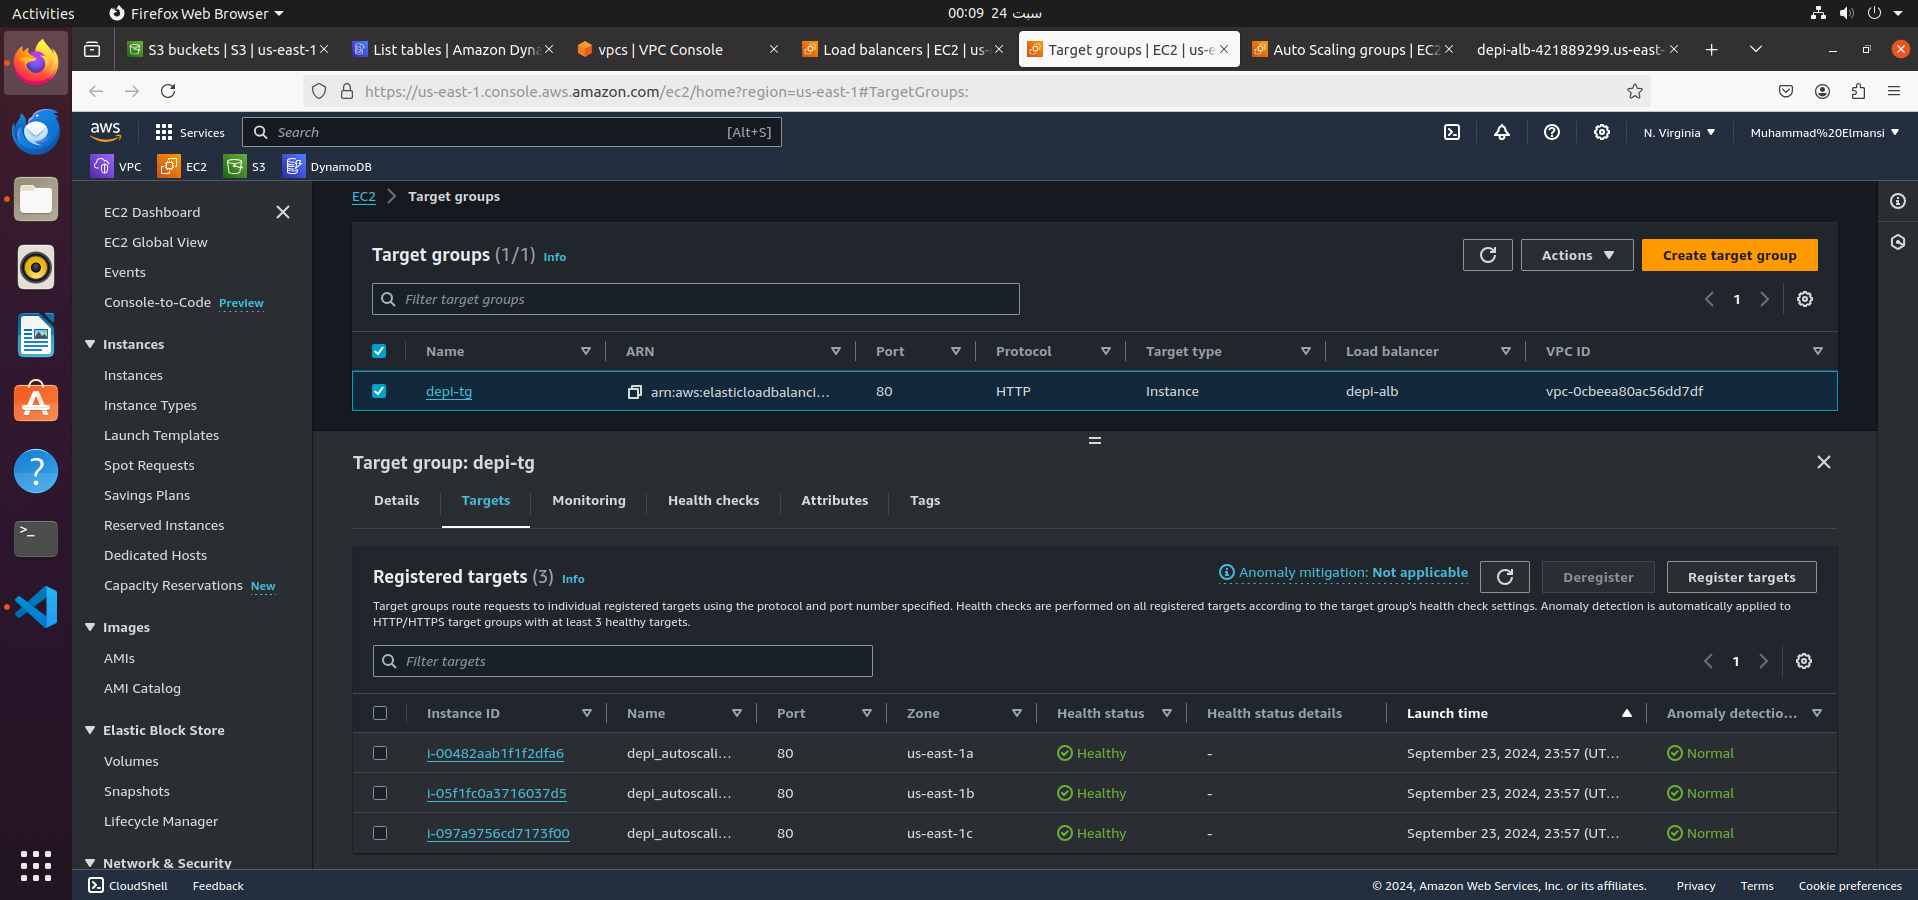 Activities Firefox Web Browser 00:09 24 سبت
S3 buckets | S3 | us-east-1 List tables | Amazon Dyna vpcs | VPC Console Load balancers | EC2 | us- Target groups | EC2 | us-e Auto Scaling groups | EC2 depi-alb-421889299.us-east-
https://us-east-1.console.aws.amazon.com/ec2/home?region=us-east-1#TargetGroups:
aws Services Search [Alt+S] N. Virginia Muhammad%20Elmansi
VPC EC2 S3 DynamoDB
EC2 Dashboard
EC2 Global View
Events
Console-to-Code Preview
Instances
Instances
Instance Types
Launch Templates
Spot Requests
Savings Plans
Reserved Instances
Dedicated Hosts
Capacity Reservations New
Images
AMIs
AMI Catalog
Elastic Block Store
Volumes
Snapshots
Lifecycle Manager
Network & Security
EC2 Target groups
Target groups (1/1) Info Actions Create target group
Filter target groups 1
Name ARN Port Protocol Target type Load balancer VPC ID
depi-tg arn:aws:elasticloadbalanci... 80 HTTP Instance depi-alb vpc-0cbeea80ac56dd7df
Target group: depi-tg
Details Targets Monitoring Health checks Attributes Tags
Registered targets (3) Info Anomaly mitigation: Not applicable Deregister Register targets
Target groups route requests to individual registered targets using the protocol and port number specified. Health checks are performed on all registered targets according to the target group's health check settings. Anomaly detection is automatically applied to
HTTP/HTTPS target groups with at least 3 healthy targets.
Filter targets 1
Instance ID Name Port Zone Health status Health status details Launch time Anomaly detectio...
i-00482aab1f1f2dfa6 depi_autoscali... 80 us-east-1a Healthy - September 23, 2024, 23:57 (UT... Normal
i-05f1fc0a3716037d5 depi_autoscali... 80 us-east-1b Healthy - September 23, 2024, 23:57 (UT... Normal
i-097a9756cd7173f00 depi_autoscali... 80 us-east-1c Healthy - September 23, 2024, 23:57 (UT... Normal
CloudShell Feedback © 2024, Amazon Web Services, Inc. or its affiliates. Privacy Terms Cookie preferences